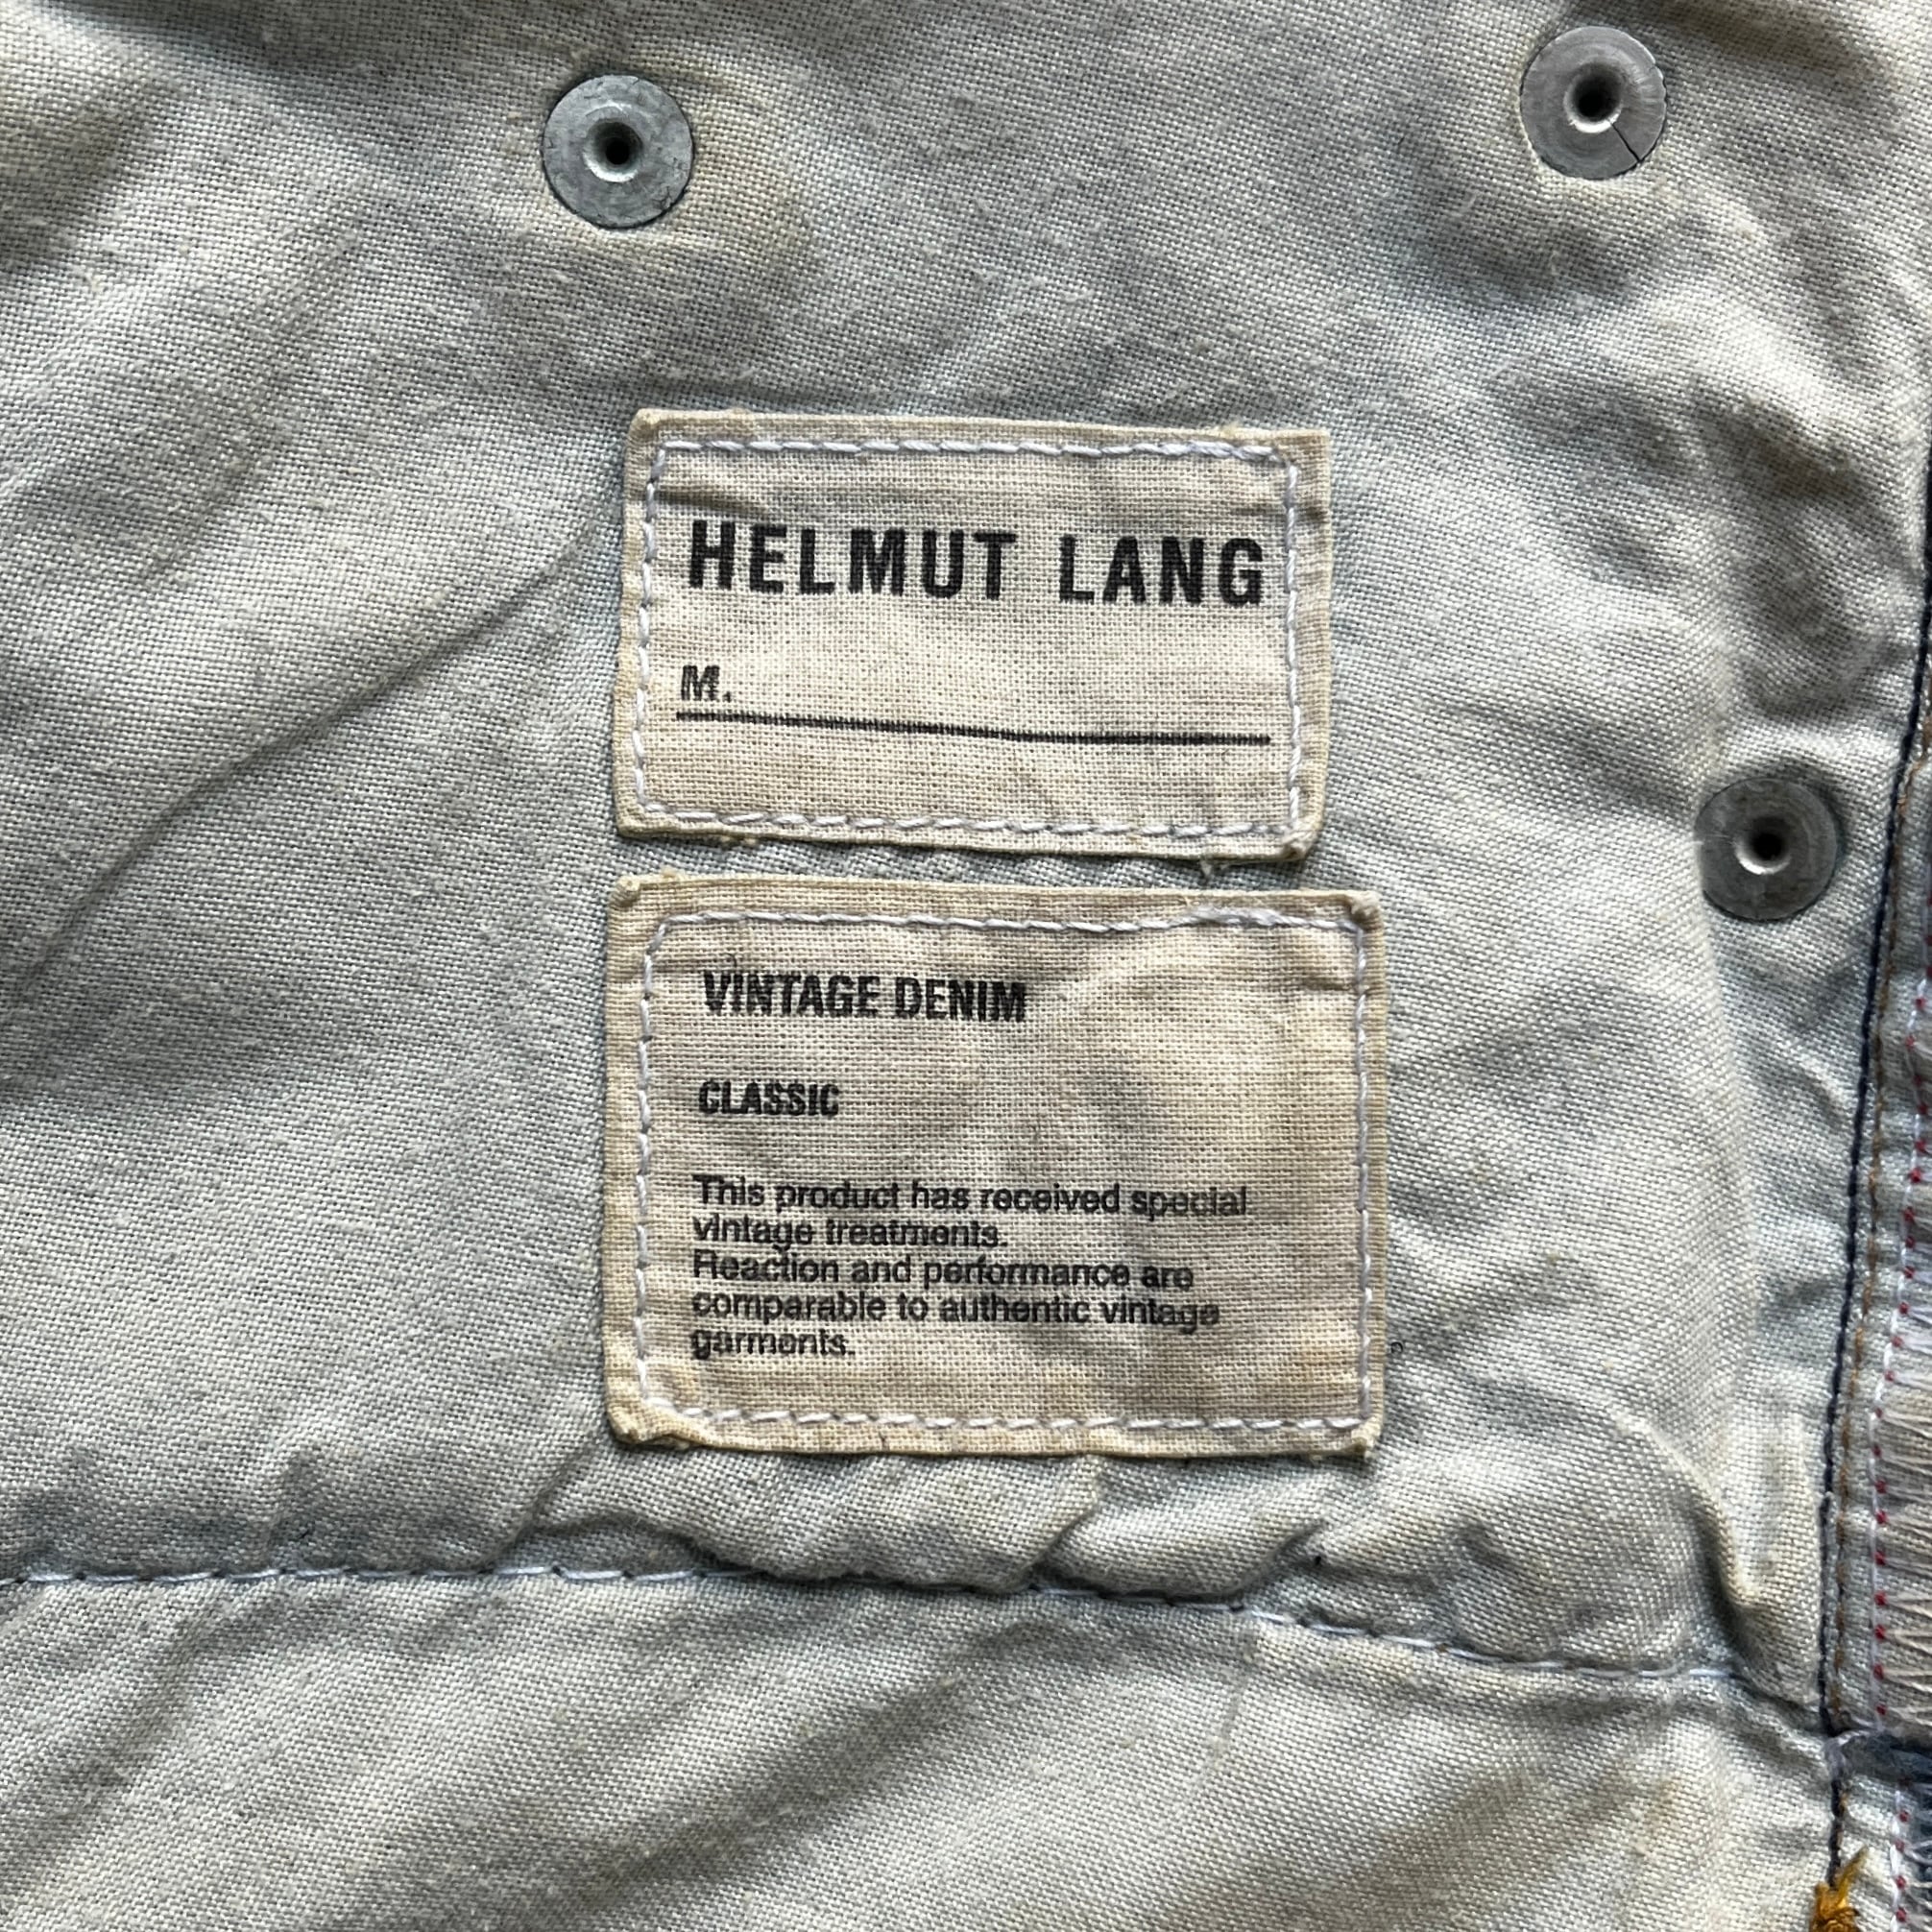 HELMUT LANG
M.
VINTAGE DENIM
CLASSIC
This product has received special
vintage treatments.
Reaction and performance are
comparable to authentic vintage
garments.